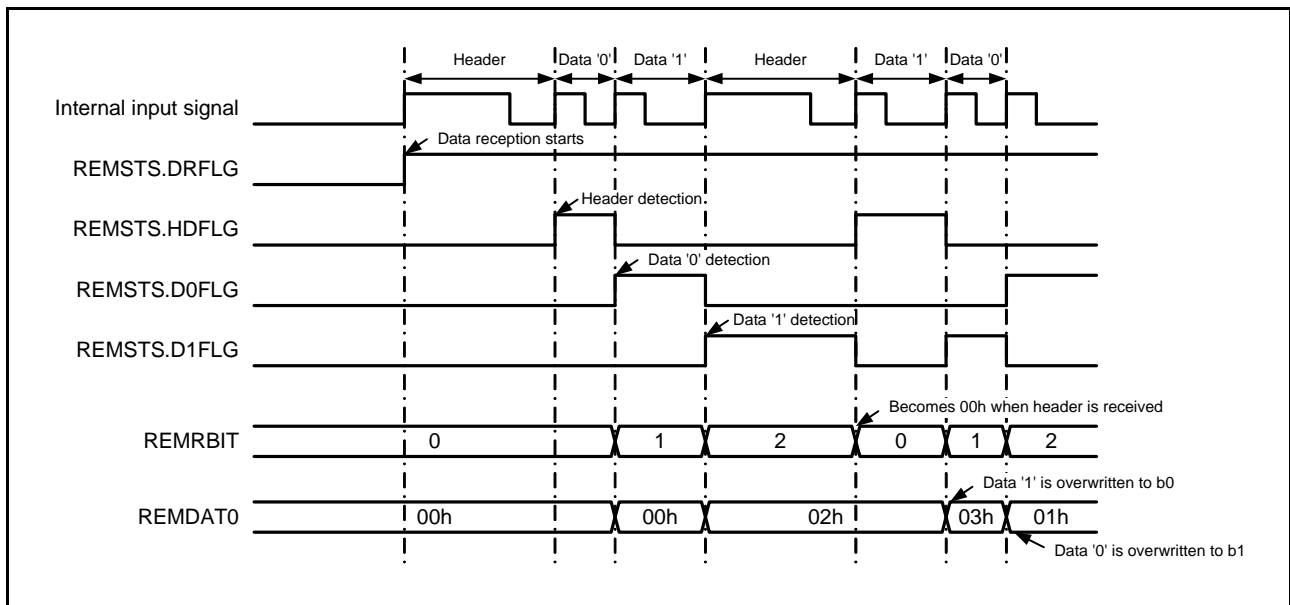 Header Data '0' Data '1' Header Data '1' Data '0'
Internal input signal
Data reception starts
REMSTS.DRFLG
Header detection
REMSTS.HDFLG
Data '0' detection
REMSTS.D0FLG
Data '1' detection
REMSTS.D1FLG
Becomes 00h when header is received
REMRBIT 0 1 2 0 1 2
Data '1' is overwritten to b0
REMDAT0 00h 00h 02h 03h 01h
Data '0' is overwritten to b1